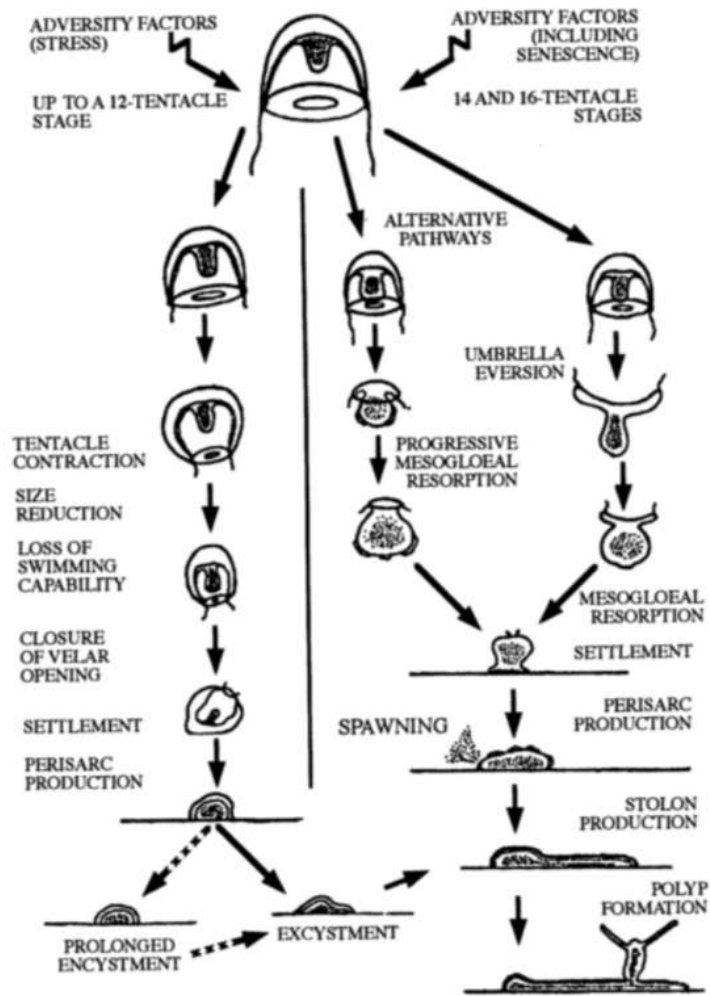 ADVERSITY FACTORS
(STRESS)
UP TO A 12-TENTACLE
STAGE
ADVERSITY FACTORS
(INCLUDING
SENESCENCE)
14 AND 16-TENTACLE
STAGES
ALTERNATIVE
PATHWAYS
UMBRELLA
EVERSION
TENTACLE
CONTRACTION
SIZE
REDUCTION
LOSS OF
SWIMMING
CAPABILITY
CLOSURE
OF VELAR
OPENING
SETTLEMENT
PERISARC
PRODUCTION
PROLONGED
ENCYSTMENT
EXCYSTMENT
PROGRESSIVE
MESOGLOEAL
RESORPTION
MESOGLOEAL
RESORPTION
SETTLEMENT
PERISARC
PRODUCTION
SPAWNING
STOLON
PRODUCTION
POLYP
FORMATION